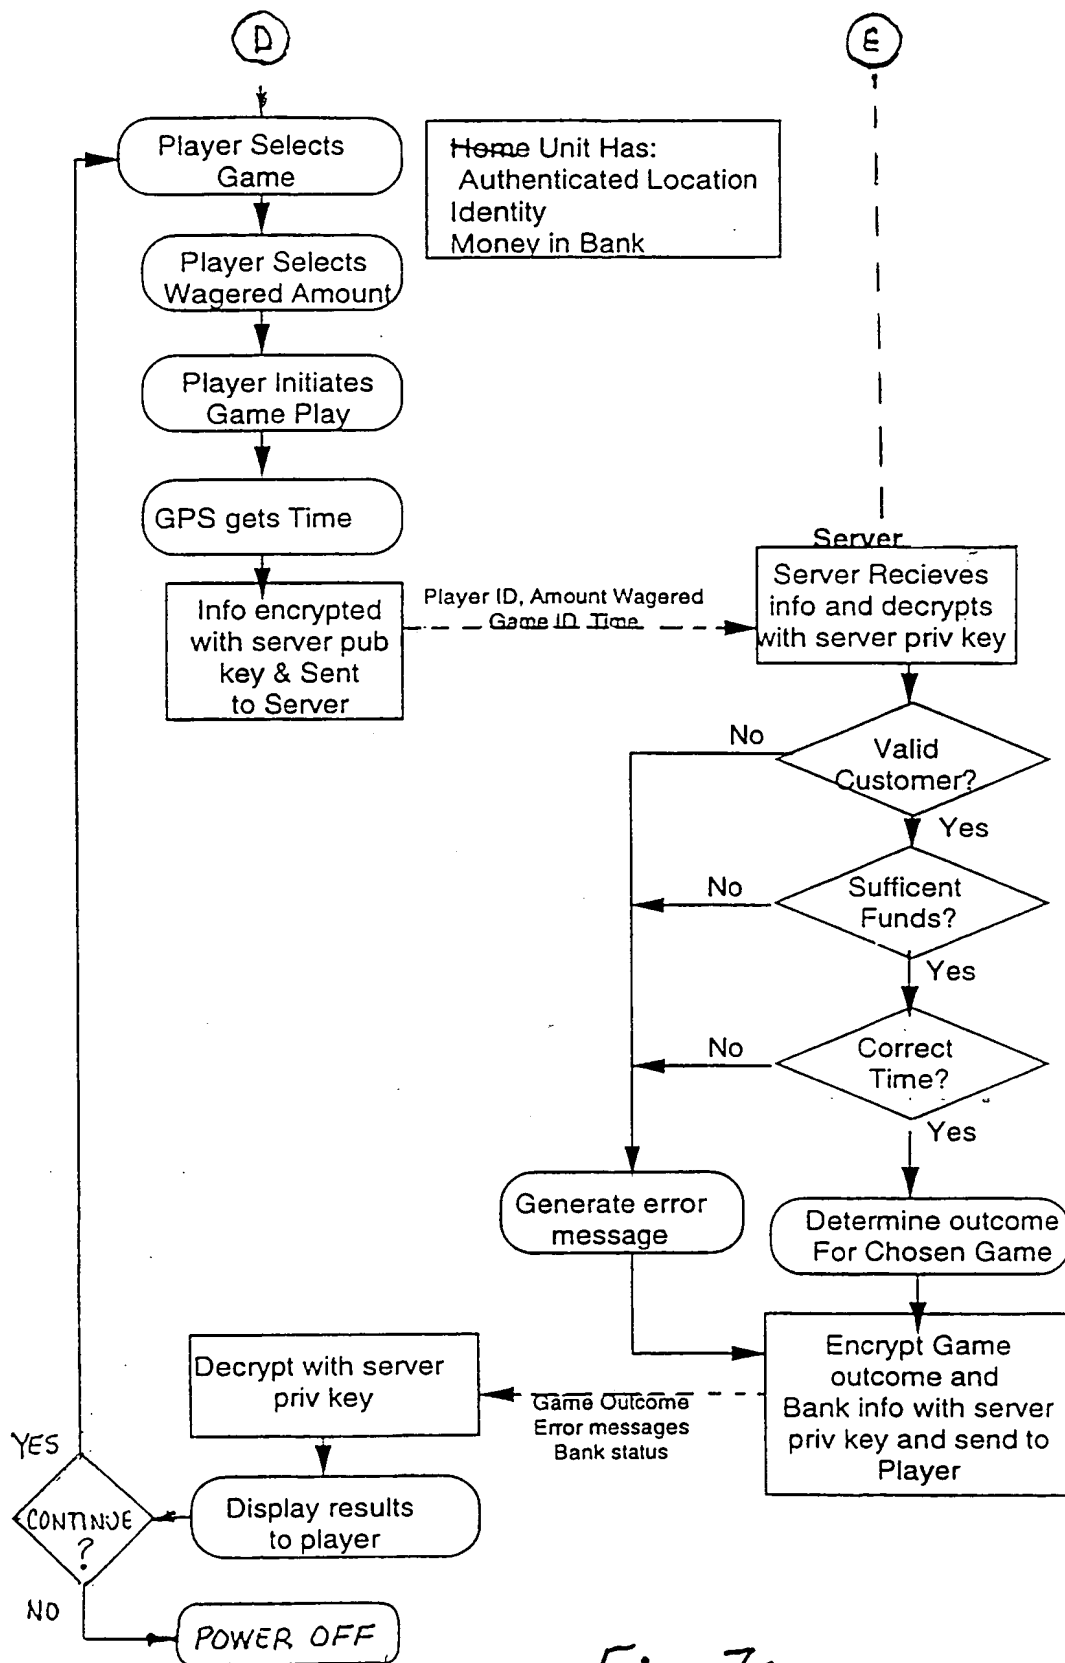 D
E
Player Selects
Game
Home Unit Has:
Authenticated Location
Identity
Money in Bank
Player Selects
Wagered Amount
Player Initiates
Game Play
GPS gets Time
Info encrypted
with server pub
key & Sent
to Server
Player ID, Amount Wagered
Game ID Time
Server
Server Recieves
info and decrypts
with server priv key
Valid
Customer?
No
Yes
Sufficent
Funds?
No
Yes
Correct
Time?
No
Yes
Generate error
message
Determine outcome
For Chosen Game
Encrypt Game
outcome and
Bank info with server
priv key and send to
Player
Game Outcome
Error messages
Bank status
Decrypt with server
priv key
Display results
to player
YES
CONTINUE
?
NO
POWER OFF